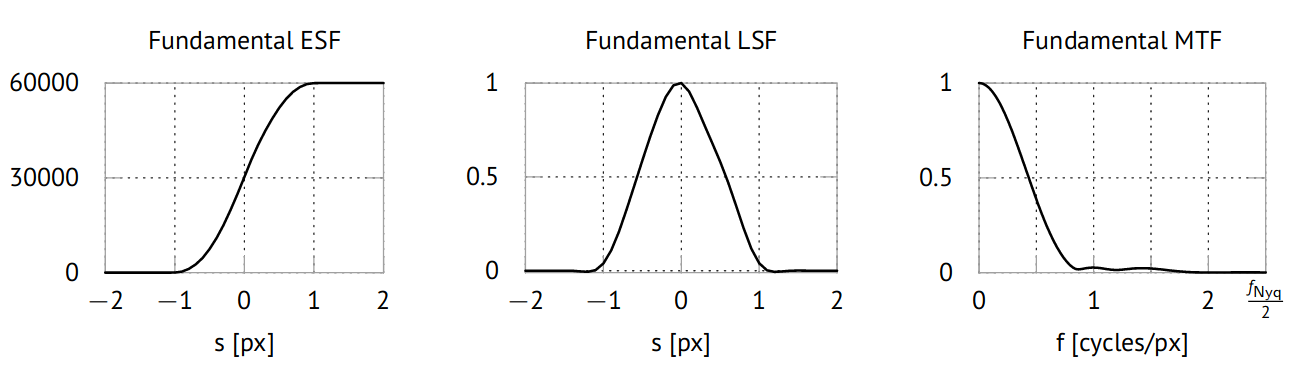 Fundamental ESF
60000
30000
0
−2 −1 0 1 2
s [px]
Fundamental LSF
1
0.5
0
−2 −1 0 1 2
s [px]
Fundamental MTF
1
0.5
0
0 1 2 fNyq/2
f [cycles/px]